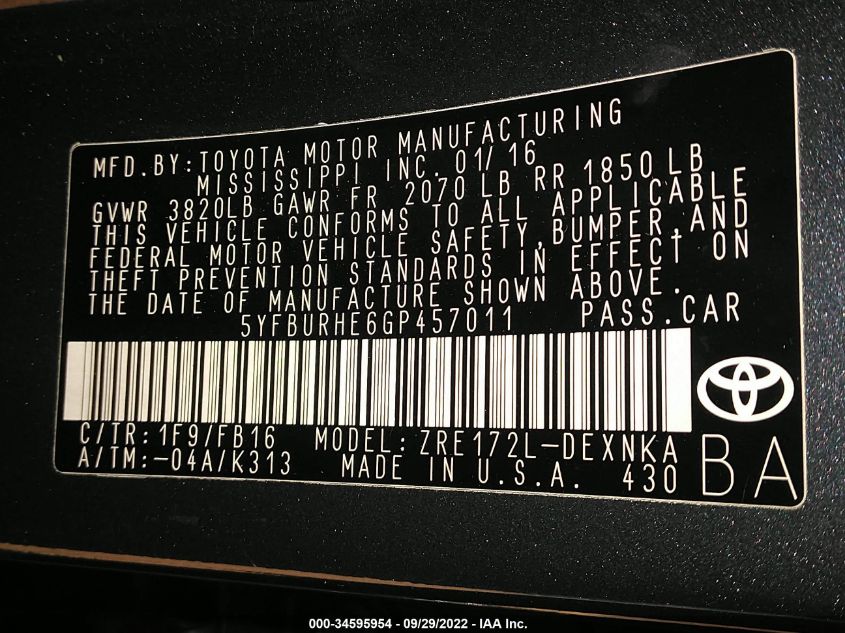 MFD.BY:TOYOTA MOTOR MANUFACTURING
MISSISSIPPI INC. 01/16
GVWR 3820LB GAWR FR 2070 LB RR 1850LB
THIS VEHICLE CONFORMS TO ALL APPLICABLE
FEDERAL MOTOR VEHICLE SAFETY,BUMPER,AND
THEFT PREVENTION STANDARDS IN EFFECT ON
THE DATE OF MANUFACTURE SHOWN ABOVE.
5YFBURHE6GP457011 PASS.CAR
C/TR:1F9/FB16 MODEL:ZRE172L-DEXNKA
A/TM:-04A/K313 MADE IN U.S.A. 430 BA
000-34595954 - 09/29/2022 - IAA Inc.